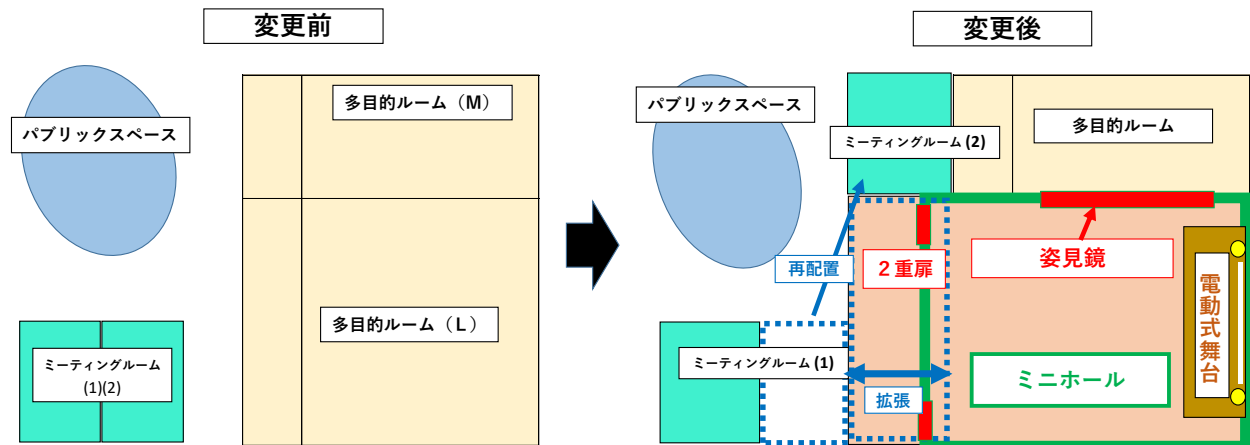 変更前
変更後
パブリックスペース
多目的ルーム（M）
多目的ルーム（L）
ミーティングルーム
(1)(2)
パブリックスペース
ミーティングルーム(2)
多目的ルーム
再配置
２重扉
姿見鏡
電動式舞台
ミーティングルーム(1)
拡張
ミニホール